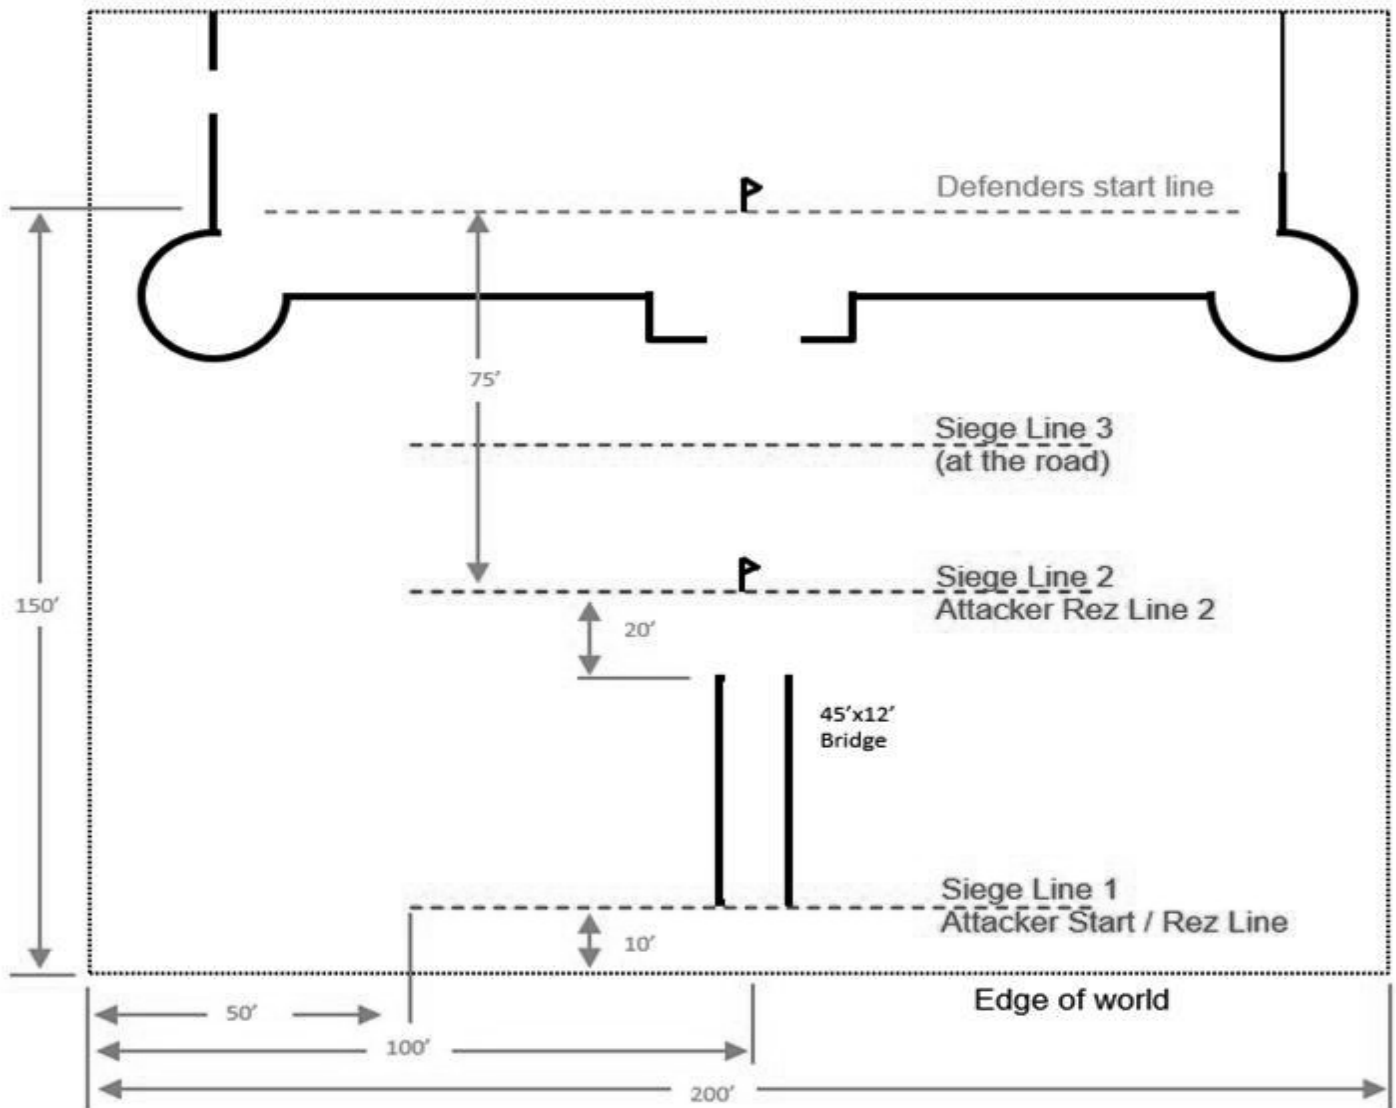 Defenders start line
75′
Siege Line 3
(at the road)
Siege Line 2
Attacker Rez Line 2
150′
20′
45′x12′
Bridge
Siege Line 1
Attacker Start / Rez Line
10′
Edge of world
50′
100′
200′